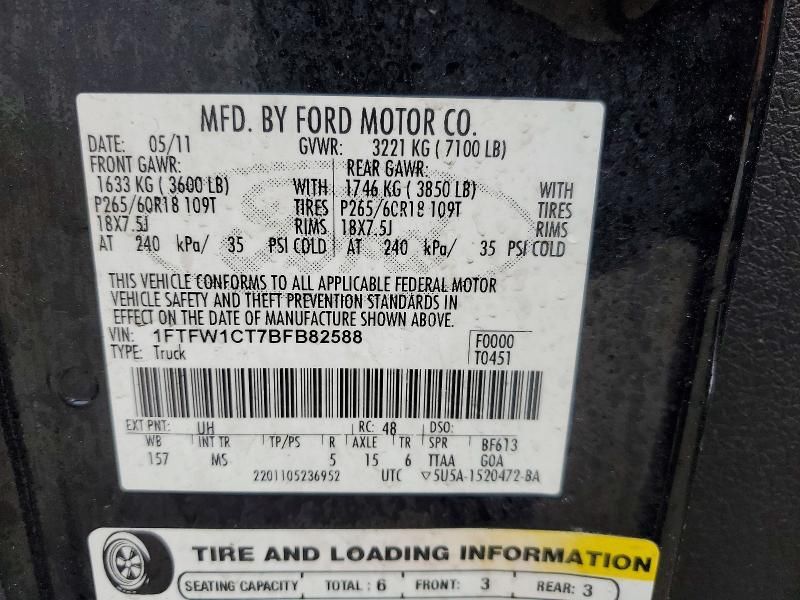 MFD. BY FORD MOTOR CO.
DATE: 05/11 GVWR: 3221 KG ( 7100 LB)
FRONT GAWR: REAR GAWR:
1633 KG ( 3600 LB) WITH 1746 KG ( 3850 LB) WITH
P265/60R18 109T TIRES P265/60R18 109T TIRES
18X7.5J RIMS 18X7.5J RIMS
AT 240 kPa/ 35 PSI COLD AT 240 kPa/ 35 PSI COLD
THIS VEHICLE CONFORMS TO ALL APPLICABLE FEDERAL MOTOR
VEHICLE SAFETY AND THEFT PREVENTION STANDARDS IN
EFFECT ON THE DATE OF MANUFACTURE SHOWN ABOVE.
VIN: 1FTFW1CT7BFB82588 F0000
TYPE: Truck T0451
EXT PNT: UH RC: 48 DSO:
WB INT TR TP/PS R AXLE TR SPR BF613
157 MS 5 15 6 TTAA G0A
2201105236952 UTC ▽5U5A-1520472-BA
TIRE AND LOADING INFORMATION
SEATING CAPACITY TOTAL : 6 FRONT: 3 REAR: 3